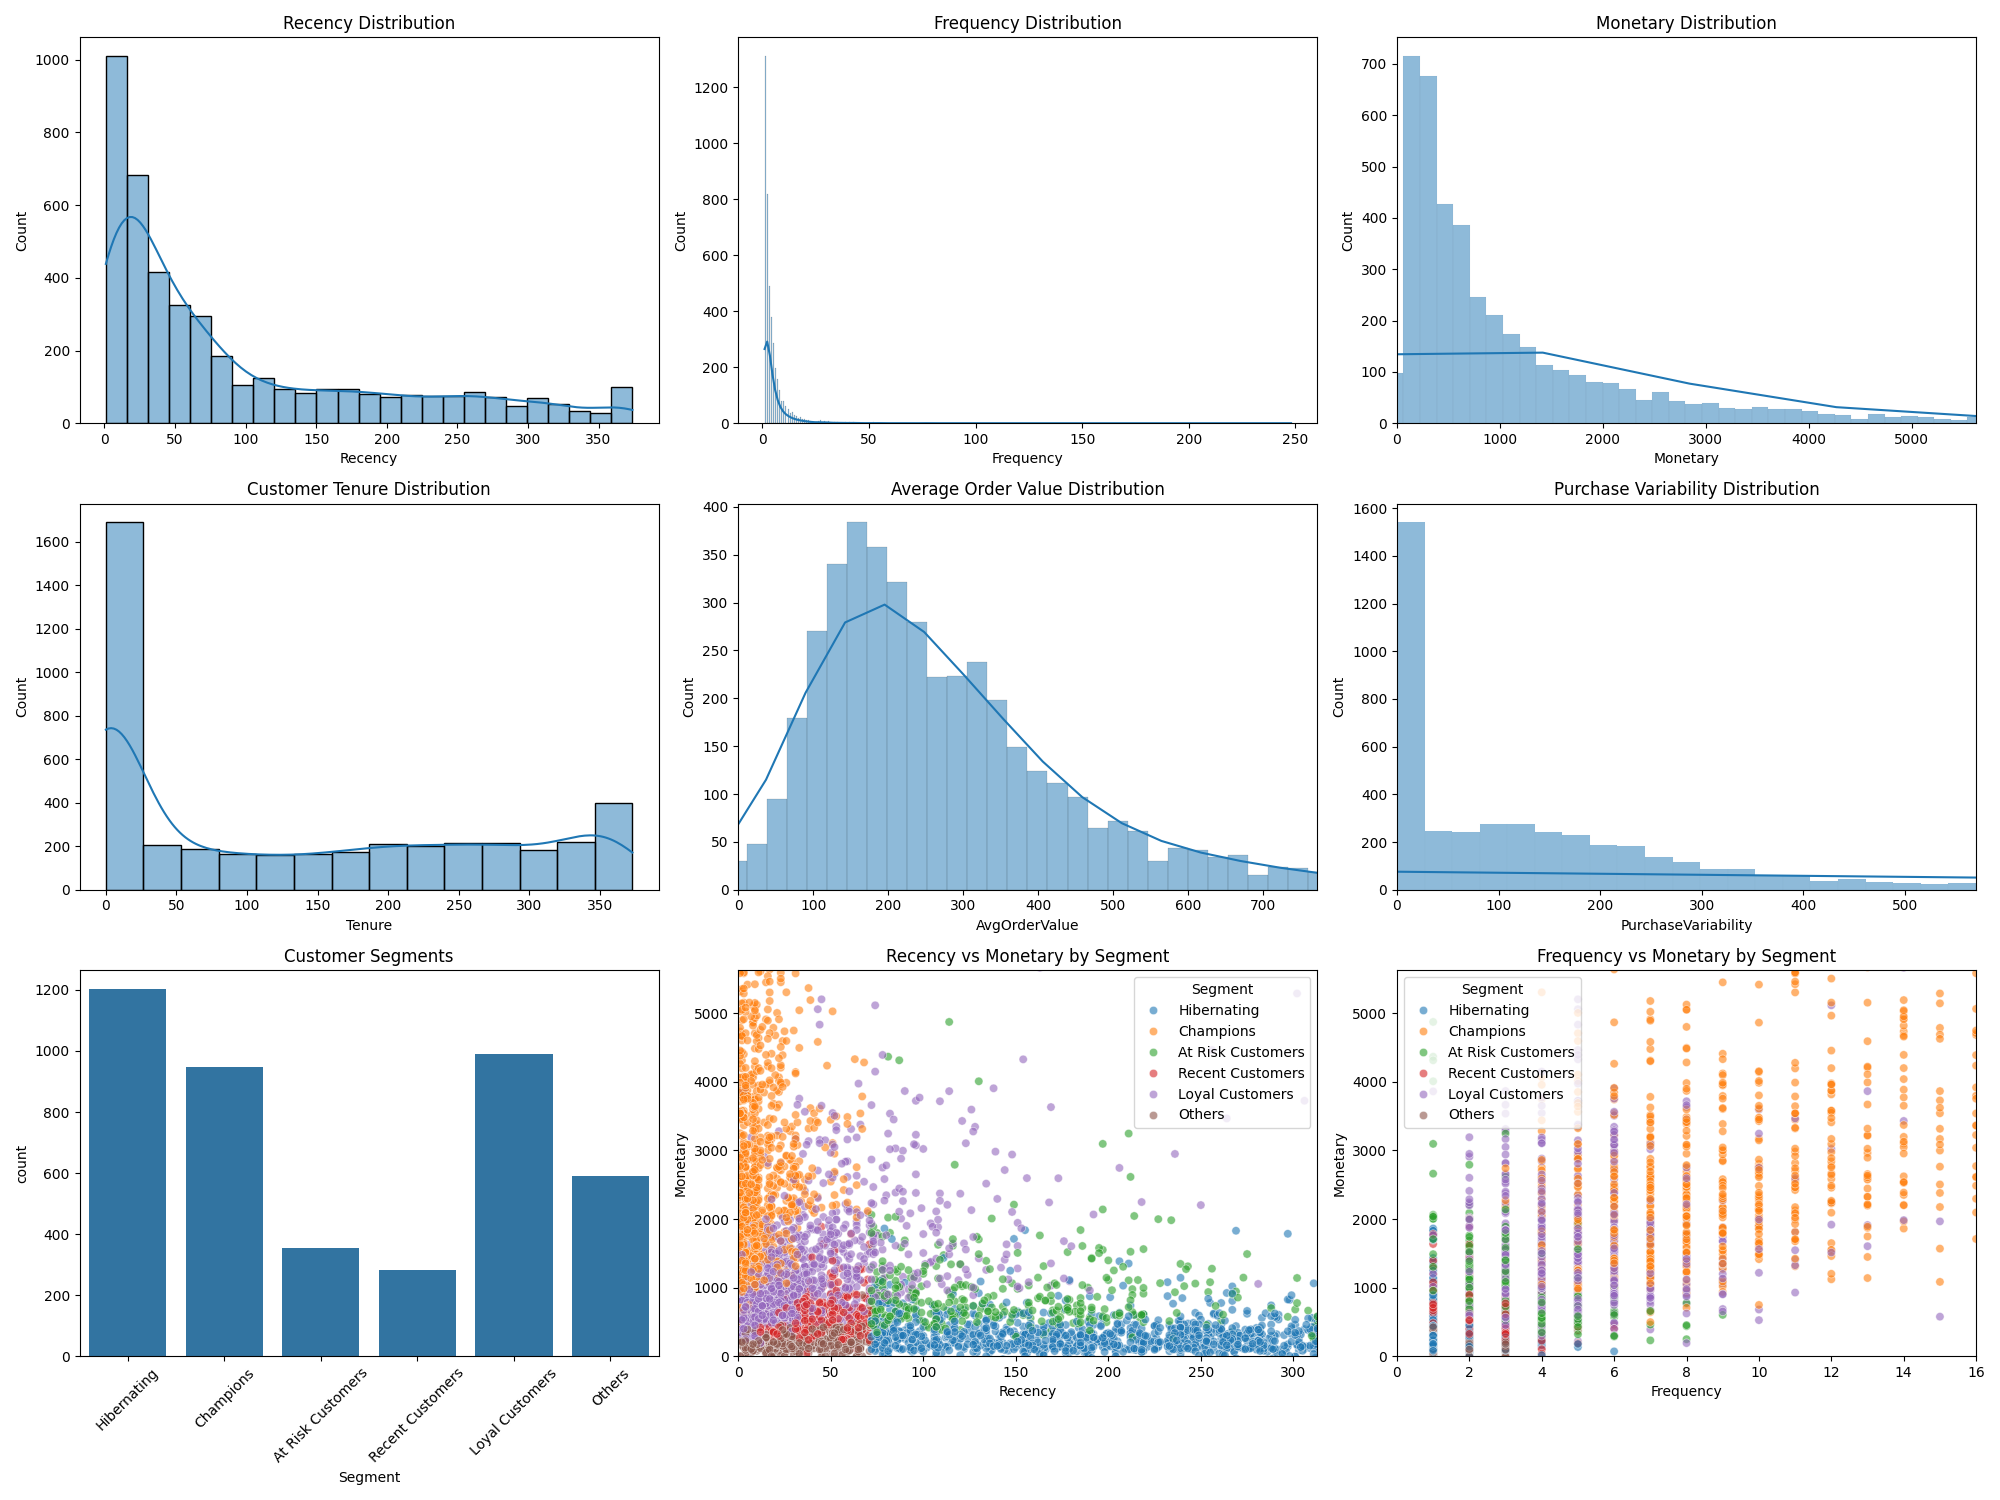 Recency Distribution
Count
1000
800
600
400
200
0
0 50 100 150 200 250 300 350
Recency
Frequency Distribution
Count
1200
1000
800
600
400
200
0
0 50 100 150 200 250
Frequency
Monetary Distribution
Count
700
600
500
400
300
200
100
0
0 1000 2000 3000 4000 5000
Monetary
Customer Tenure Distribution
Count
1600
1400
1200
1000
800
600
400
200
0
0 50 100 150 200 250 300 350
Tenure
Average Order Value Distribution
Count
400
350
300
250
200
150
100
50
0
0 100 200 300 400 500 600 700
AvgOrderValue
Purchase Variability Distribution
Count
1600
1400
1200
1000
800
600
400
200
0
0 100 200 300 400 500
PurchaseVariability
Customer Segments
count
1200
1000
800
600
400
200
0
Hibernating
Champions
At Risk Customers
Recent Customers
Loyal Customers
Others
Segment
Recency vs Monetary by Segment
Monetary
5000
4000
3000
2000
1000
0
0 50 100 150 200 250 300
Recency
Segment
Hibernating
Champions
At Risk Customers
Recent Customers
Loyal Customers
Others
Frequency vs Monetary by Segment
Monetary
5000
4000
3000
2000
1000
0
0 2 4 6 8 10 12 14 16
Frequency
Segment
Hibernating
Champions
At Risk Customers
Recent Customers
Loyal Customers
Others